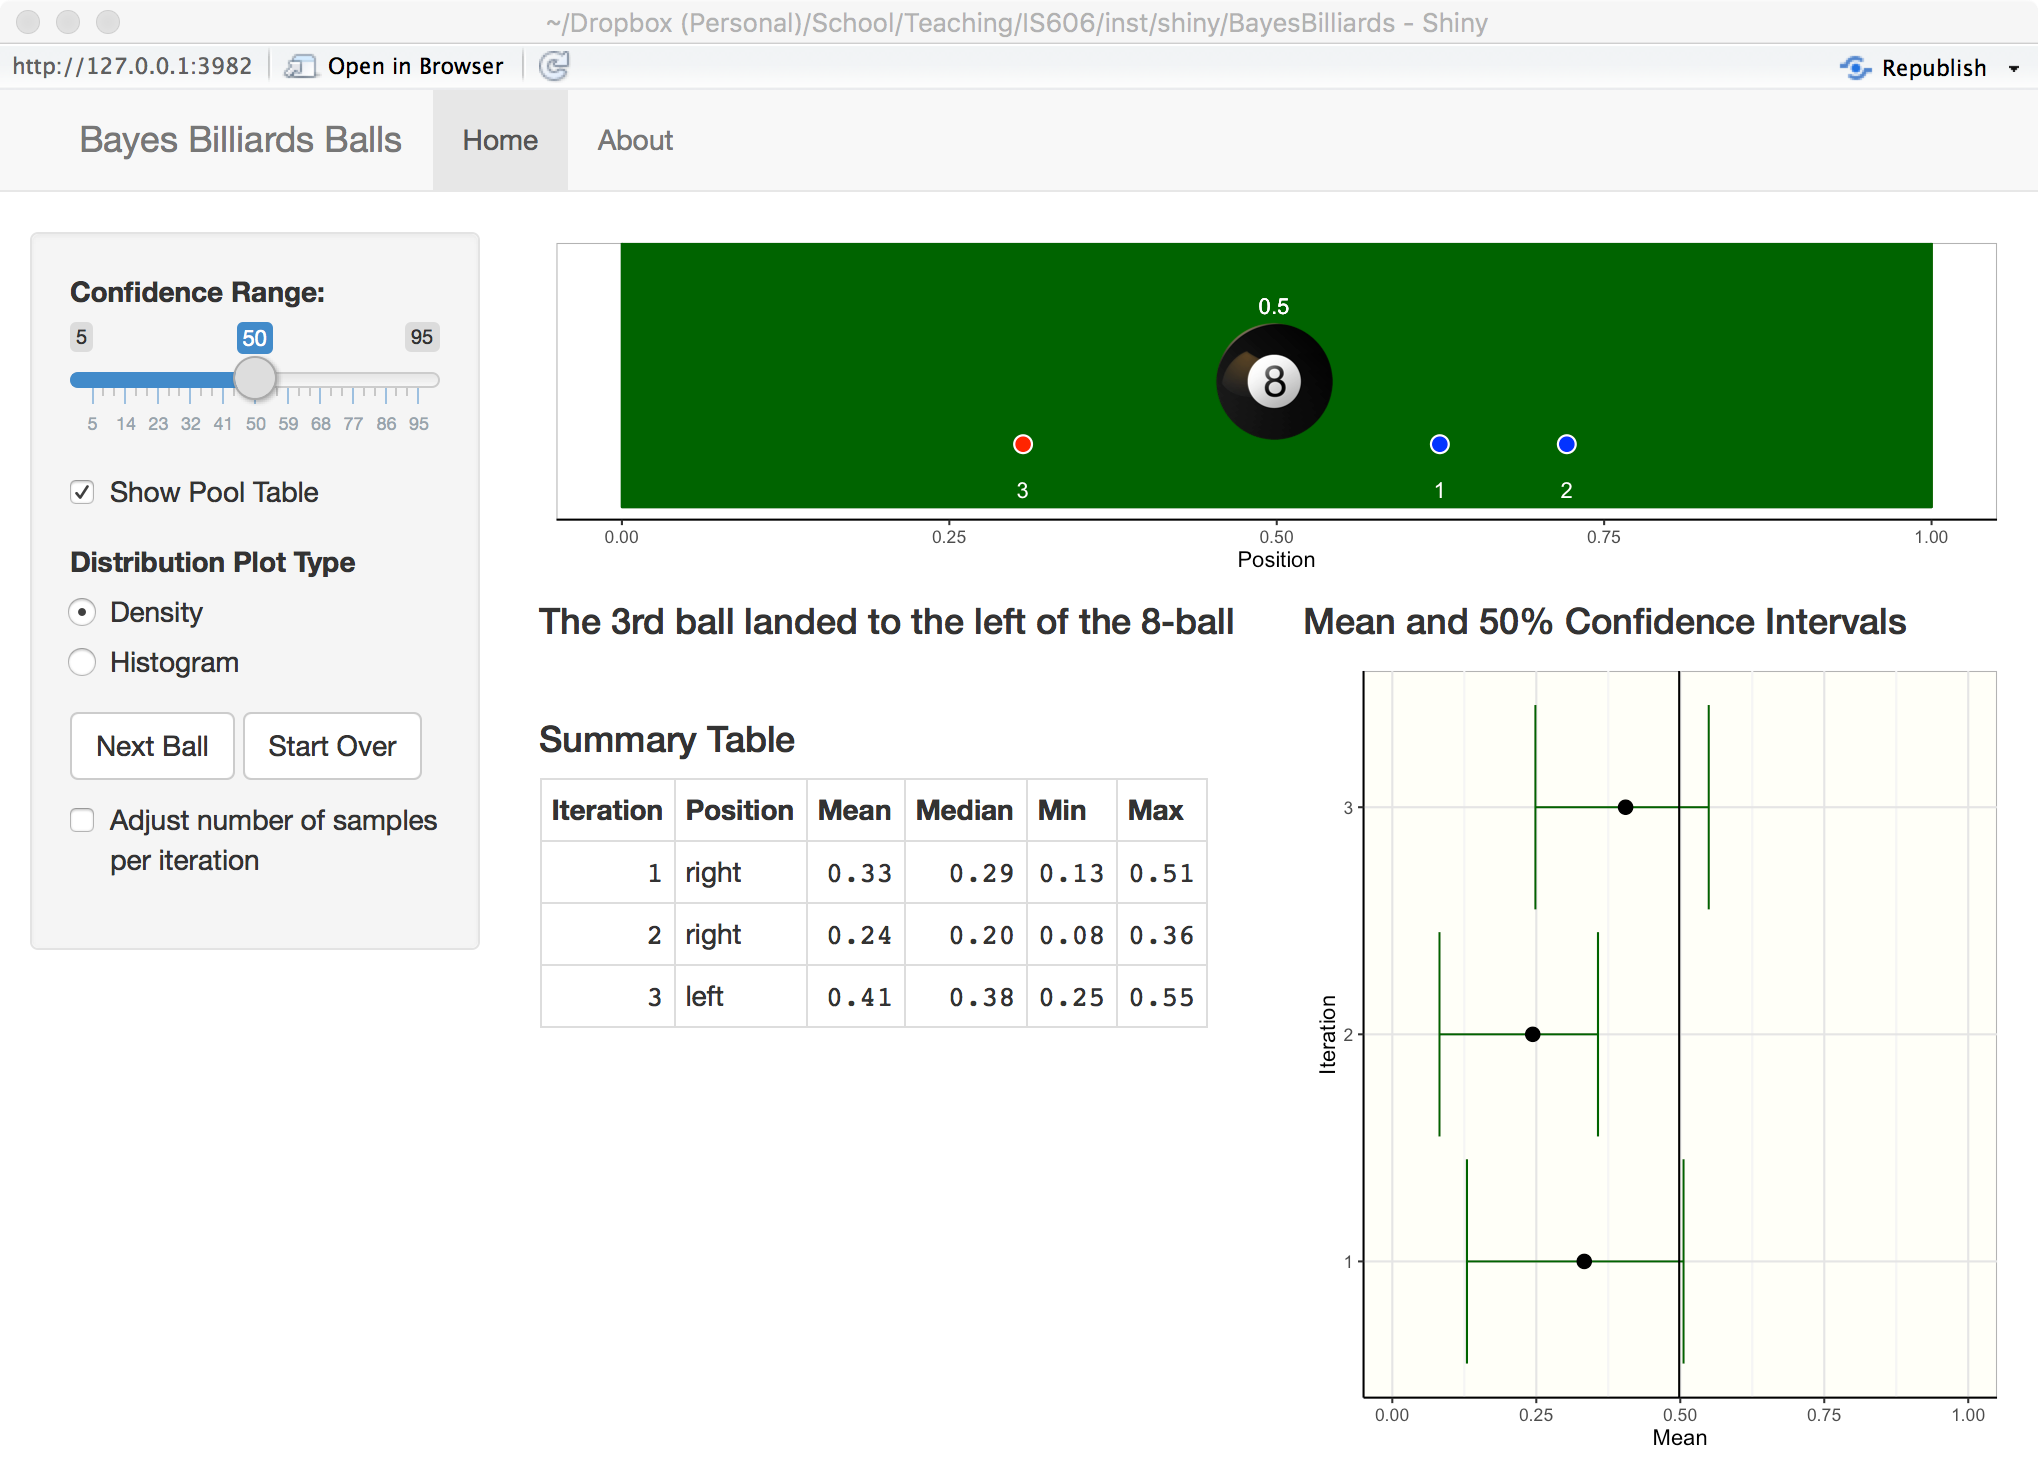 ~/Dropbox (Personal)/School/Teaching/IS606/inst/shiny/BayesBilliards - Shiny
http://127.0.0.1:3982 Open in Browser Republish
Bayes Billiards Balls Home About
Confidence Range:
5 50 95
5 14 23 32 41 50 59 68 77 86 95
Show Pool Table
Distribution Plot Type
Density
Histogram
Next Ball Start Over
Adjust number of samples
per iteration
0.5
8
3 1 2
0.00 0.25 0.50 0.75 1.00
Position
The 3rd ball landed to the left of the 8-ball
Summary Table
Iteration Position Mean Median Min Max
1 right 0.33 0.29 0.13 0.51
2 right 0.24 0.20 0.08 0.36
3 left 0.41 0.38 0.25 0.55
Mean and 50% Confidence Intervals
Iteration
3
2
1
0.00 0.25 0.50 0.75 1.00
Mean